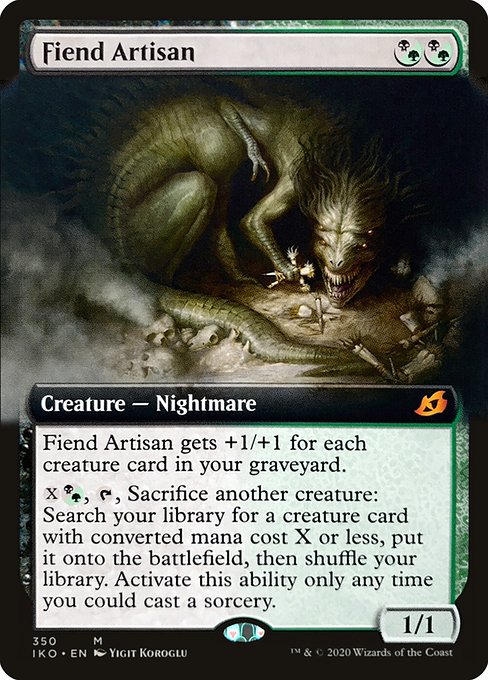 Fiend Artisan
Creature — Nightmare
Fiend Artisan gets +1/+1 for each
creature card in your graveyard.
X, , Sacrifice another creature:
Search your library for a creature card
with converted mana cost X or less, put
it onto the battlefield, then shuffle your
library. Activate this ability only any time
you could cast a sorcery.
1/1
350 M
IKO • EN Yigit Koroglu
™ & © 2020 Wizards of the Coast